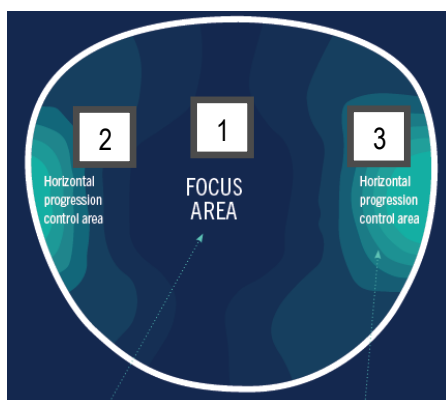 1
2
3
FOCUS
AREA
Horizontal
progression
control area
Horizontal
progression
control area